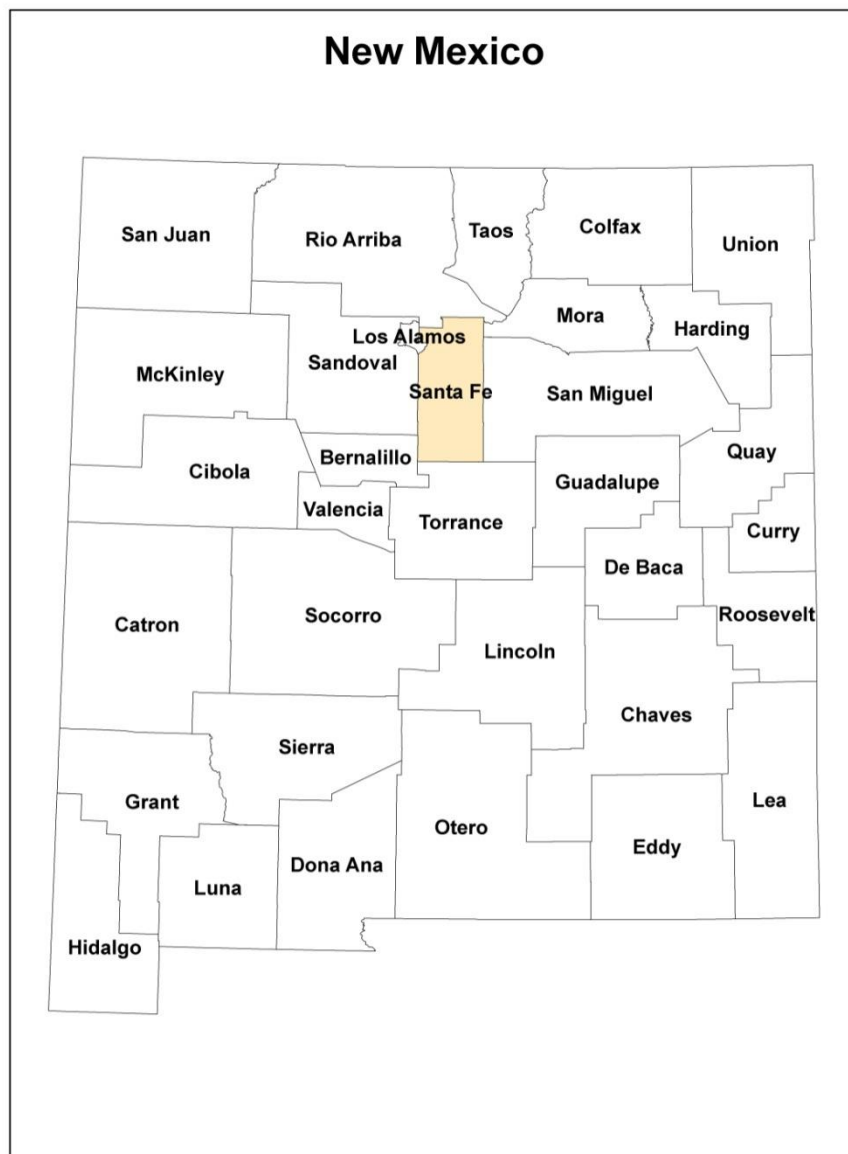 New Mexico
San Juan
Rio Arriba
Taos
Colfax
Union
Mora
Harding
Los Alamos
Sandoval
McKinley
Santa Fe
San Miguel
Quay
Bernalillo
Cibola
Guadalupe
Valencia
Torrance
Curry
De Baca
Roosevelt
Socorro
Catron
Lincoln
Chaves
Sierra
Grant
Lea
Otero
Eddy
Dona Ana
Luna
Hidalgo